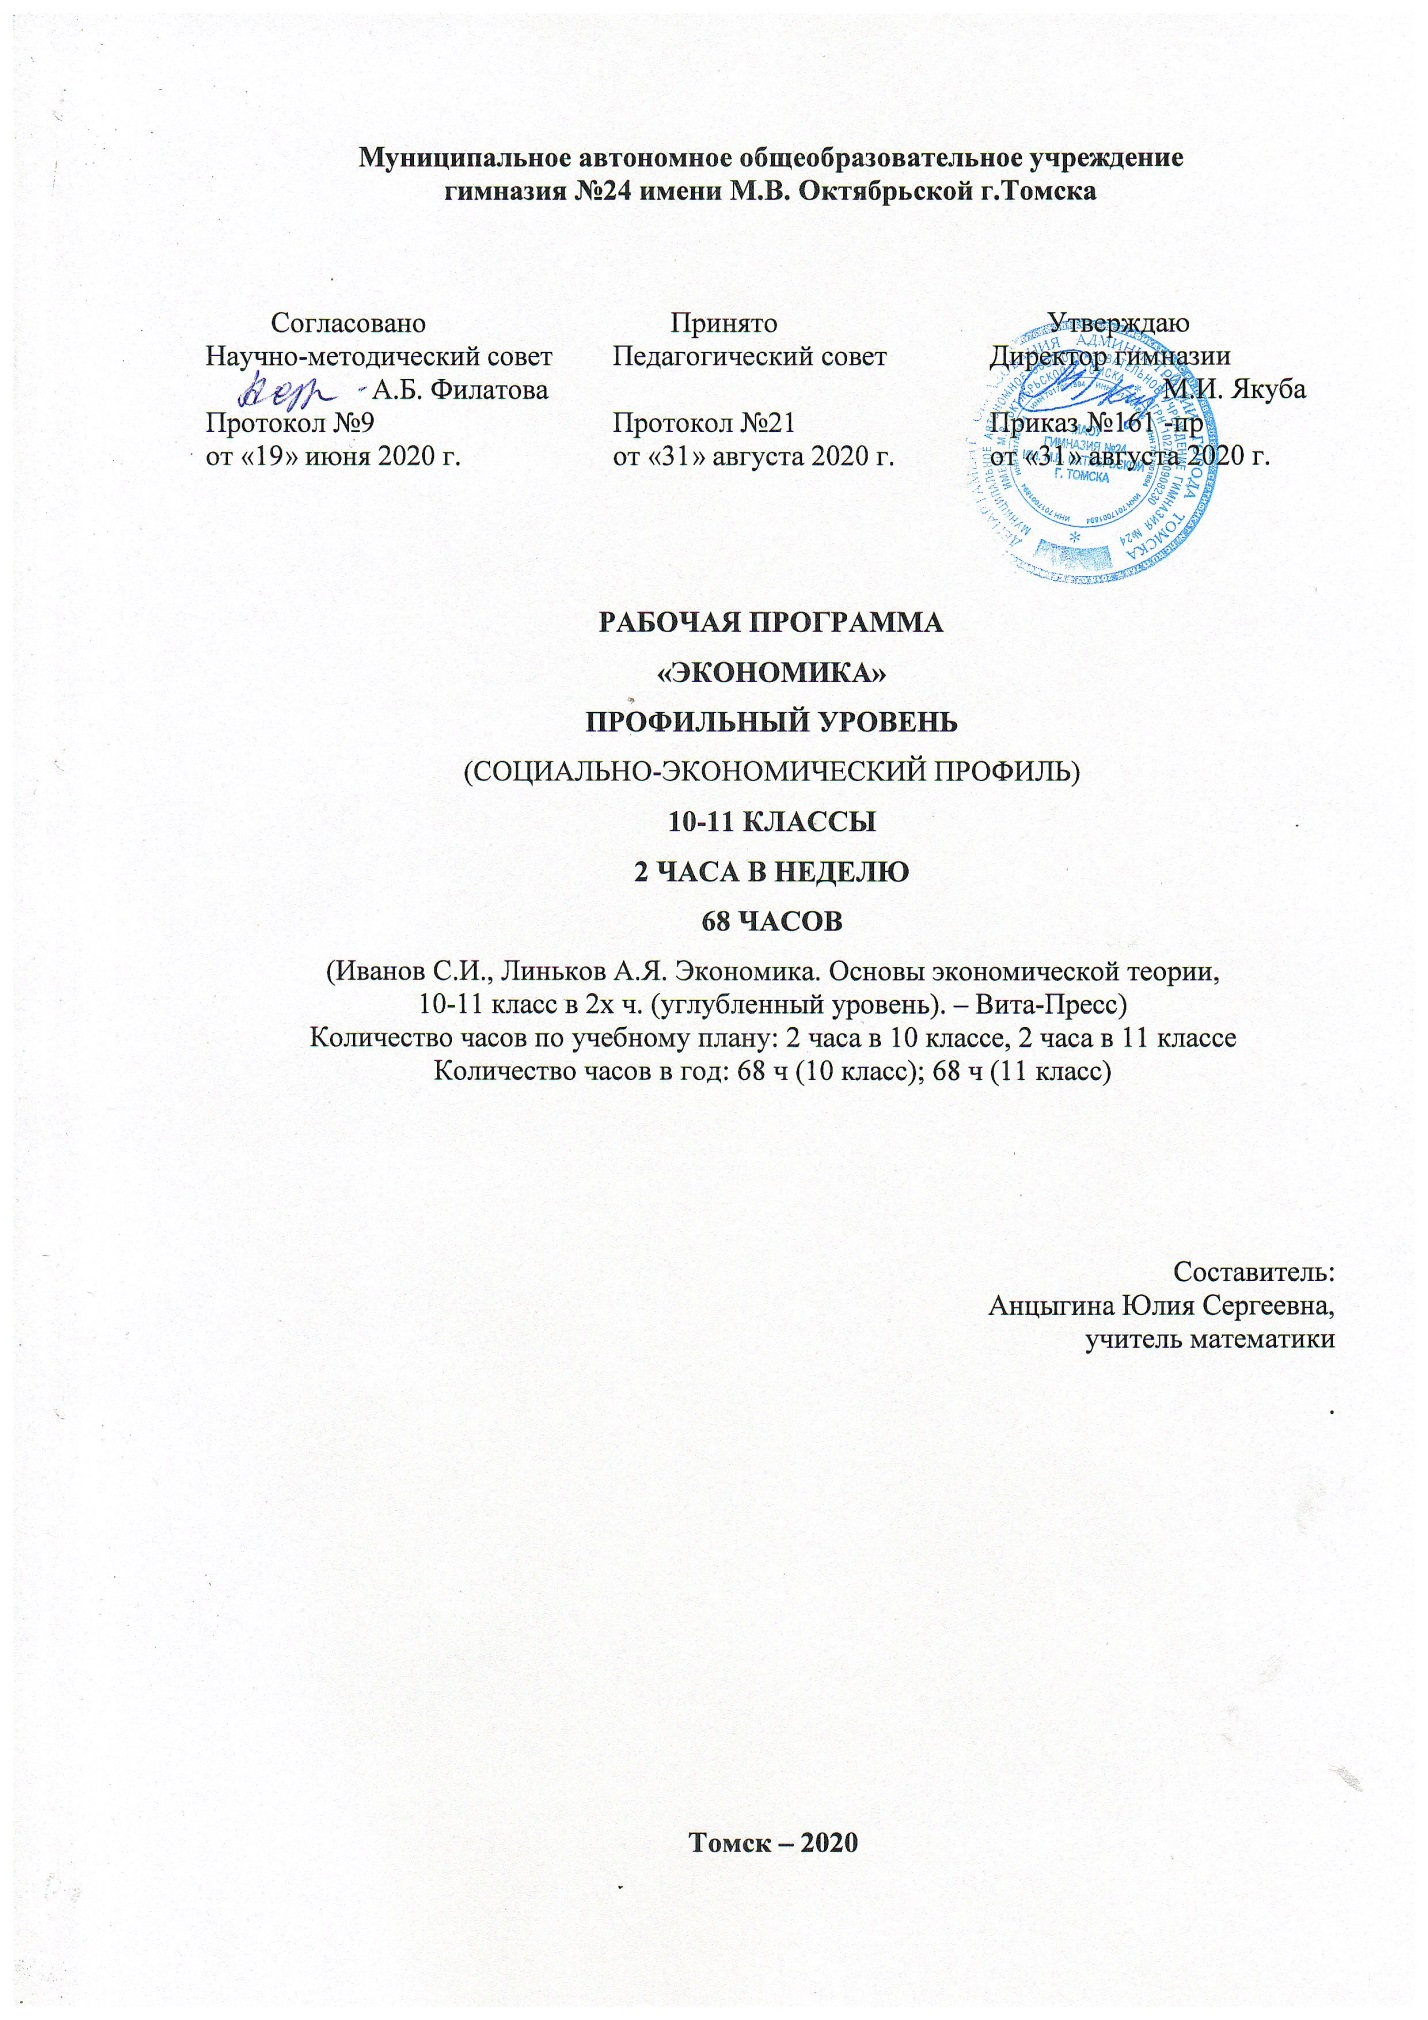 Муниципальное автономное общеобразовательное учреждение
гимназия №24 имени М.В. Октябрьской г.Томска
Согласовано
Научно-методический совет
А.Б. Филатова
Протокол №9
от «19» июня 2020 г.
Принято
Педагогический совет
Протокол №21
от «31» августа 2020 г.
Утверждаю
Директор гимназии
М.И. Якуба
Приказ №161 -пр
от «31» августа 2020 г.
ГИМНАЗИЯ №24
Г. ТОМСКА
РАБОЧАЯ ПРОГРАММА
«ЭКОНОМИКА»
ПРОФИЛЬНЫЙ УРОВЕНЬ
(СОЦИАЛЬНО-ЭКОНОМИЧЕСКИЙ ПРОФИЛЬ)
10-11 КЛАССЫ
2 ЧАСА В НЕДЕЛЮ
68 ЧАСОВ
(Иванов С.И., Линьков А.Я. Экономика. Основы экономической теории,
10-11 класс в 2х ч. (углубленный уровень). – Вита-Пресс)
Количество часов по учебному плану: 2 часа в 10 классе, 2 часа в 11 классе
Количество часов в год: 68 ч (10 класс); 68 ч (11 класс)
Составитель:
Анцыгина Юлия Сергеевна,
учитель математики
.
Томск – 2020